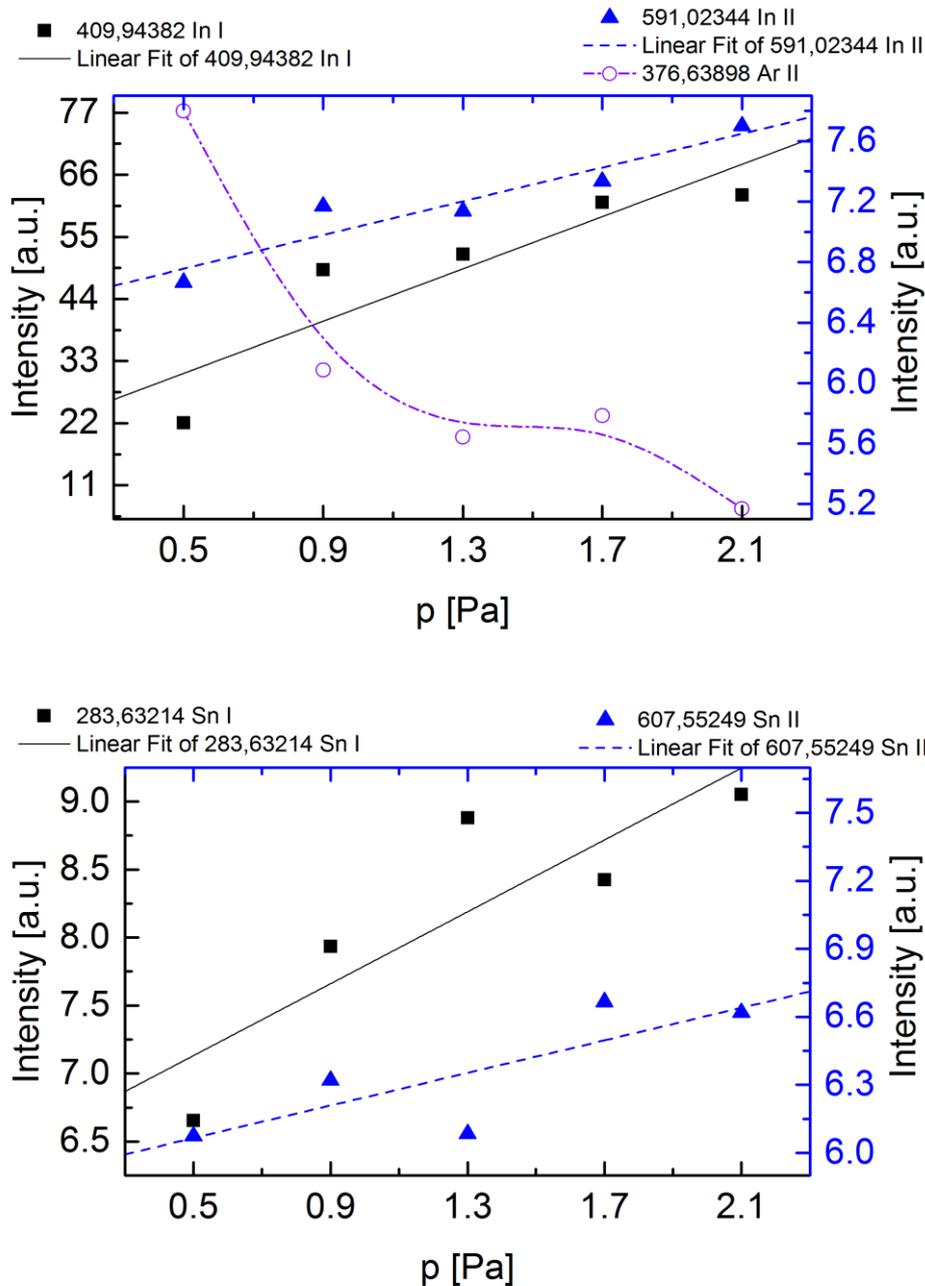 409,94382 In I
Linear Fit of 409,94382 In I
591,02344 In II
Linear Fit of 591,02344 In II
376,63898 Ar II
77
66
55
44
33
22
11
Intensity [a.u.]
7.6
7.2
6.8
6.4
6.0
5.6
5.2
Intensity [a.u.]
0.5 0.9 1.3 1.7 2.1
p [Pa]
283,63214 Sn I
Linear Fit of 283,63214 Sn I
607,55249 Sn II
Linear Fit of 607,55249 Sn II
9.0
8.5
8.0
7.5
7.0
6.5
Intensity [a.u.]
7.5
7.2
6.9
6.6
6.3
6.0
Intensity [a.u.]
0.5 0.9 1.3 1.7 2.1
p [Pa]